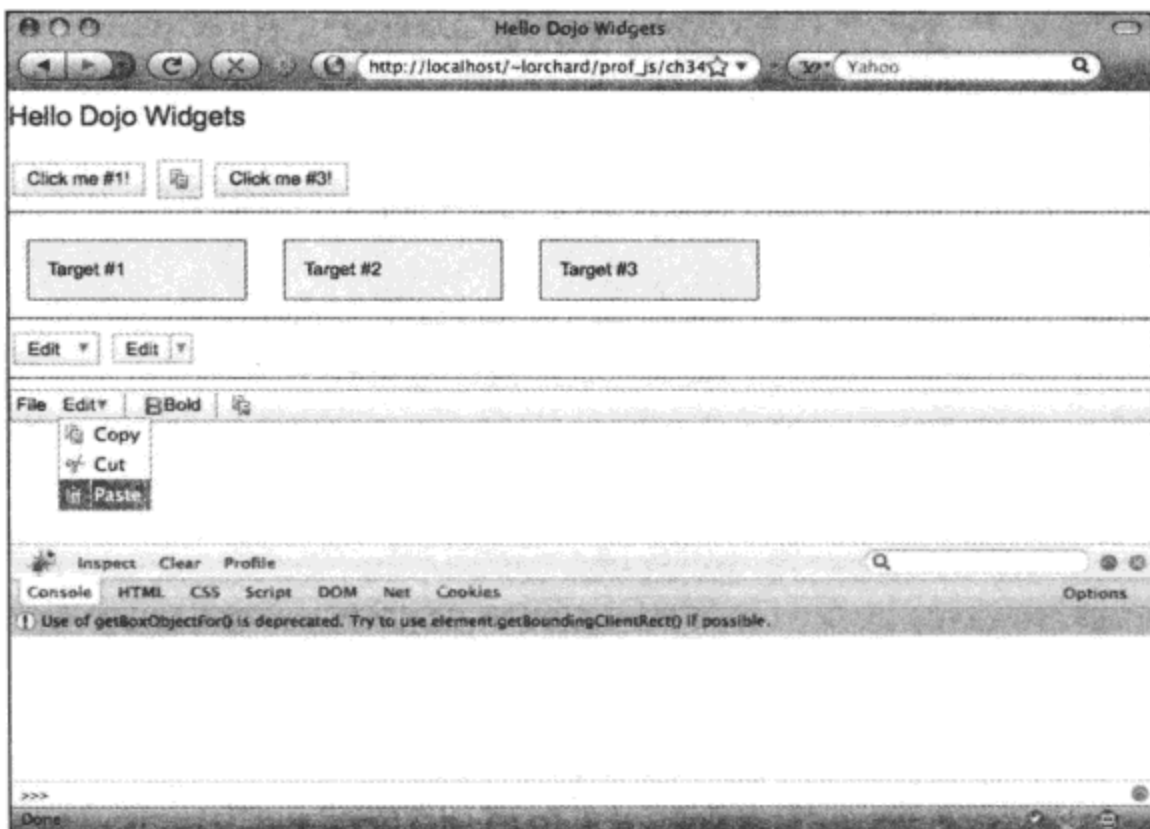 Hello Dojo Widgets
http://localhost/~lorchard/prof_js/ch34
Yahoo
Hello Dojo Widgets
Click me #1!
Click me #3!
Target #1
Target #2
Target #3
Edit
Edit
File Edit Bold
Copy
Cut
Paste
Inspect Clear Profile
Console HTML CSS Script DOM Net Cookies Options
Use of getBoxObjectFor() is deprecated. Try to use element.getBoundingClientRect() if possible.
>>>
Done